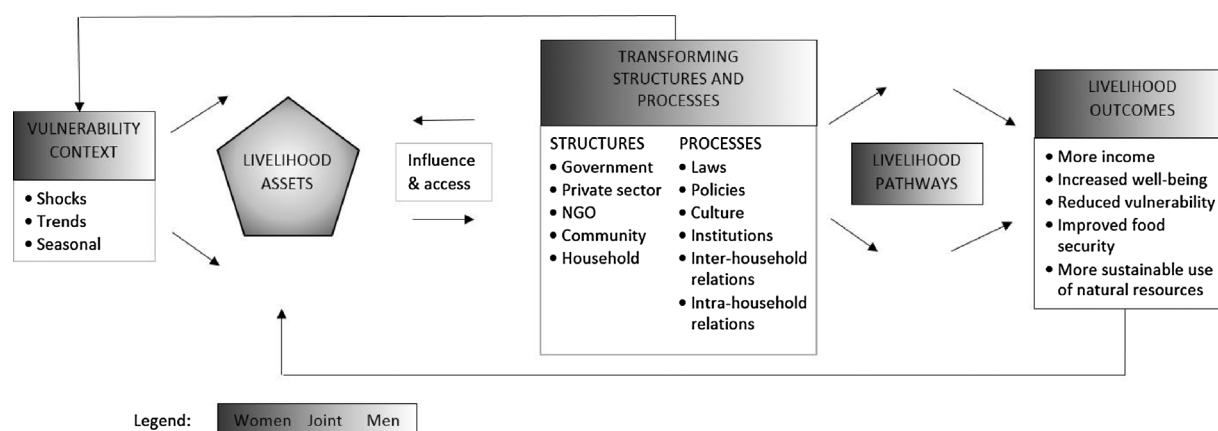 VULNERABILITY
CONTEXT
• Shocks
• Trends
• Seasonal
LIVELIHOOD
ASSETS
Influence
& access
TRANSFORMING
STRUCTURES AND
PROCESSES
STRUCTURES
• Government
• Private sector
• NGO
• Community
• Household
PROCESSES
• Laws
• Policies
• Culture
• Institutions
• Inter-household
relations
• Intra-household
relations
LIVELIHOOD
PATHWAYS
LIVELIHOOD
OUTCOMES
• More income
• Increased well-being
• Reduced vulnerability
• Improved food
security
• More sustainable use
of natural resources
Legend: Women Joint Men